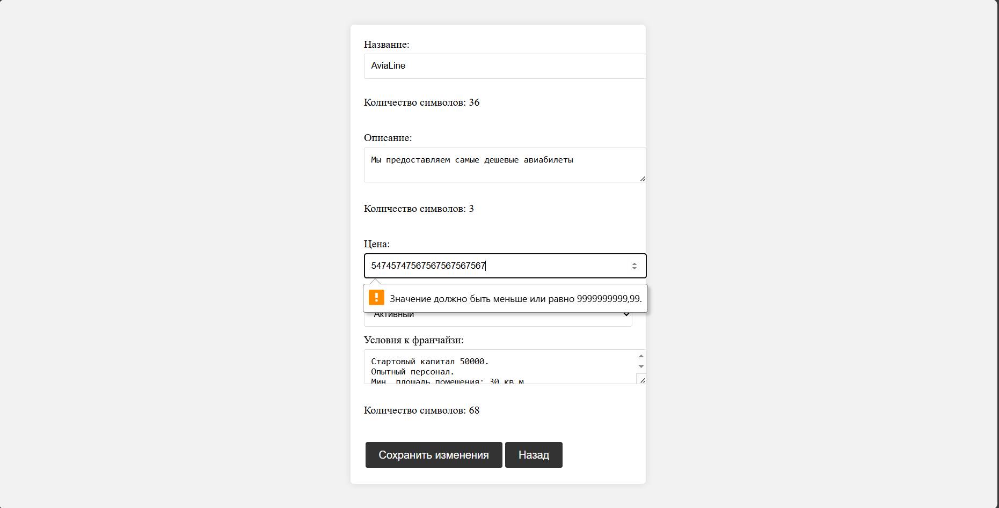 Название:
AviaLine
Количество символов: 36
Описание:
Мы предоставляем самые дешевые авиабилеты
Количество символов: 3
Цена:
54745747567567567567567
Значение должно быть меньше или равно 9999999999,99.
Активный
Условия к франчайзи:
Стартовый капитал 50000.
Опытный персонал.
Мин. площадь помещения: 30 кв.м
Количество символов: 68
Сохранить изменения Назад